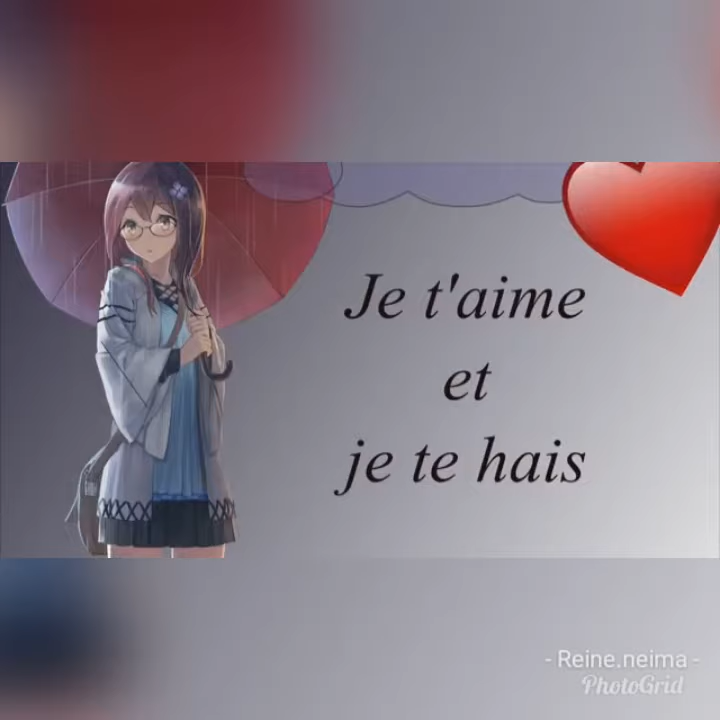 Je t'aime
et
je te hais
- Reine.neima -
PhotoGrid